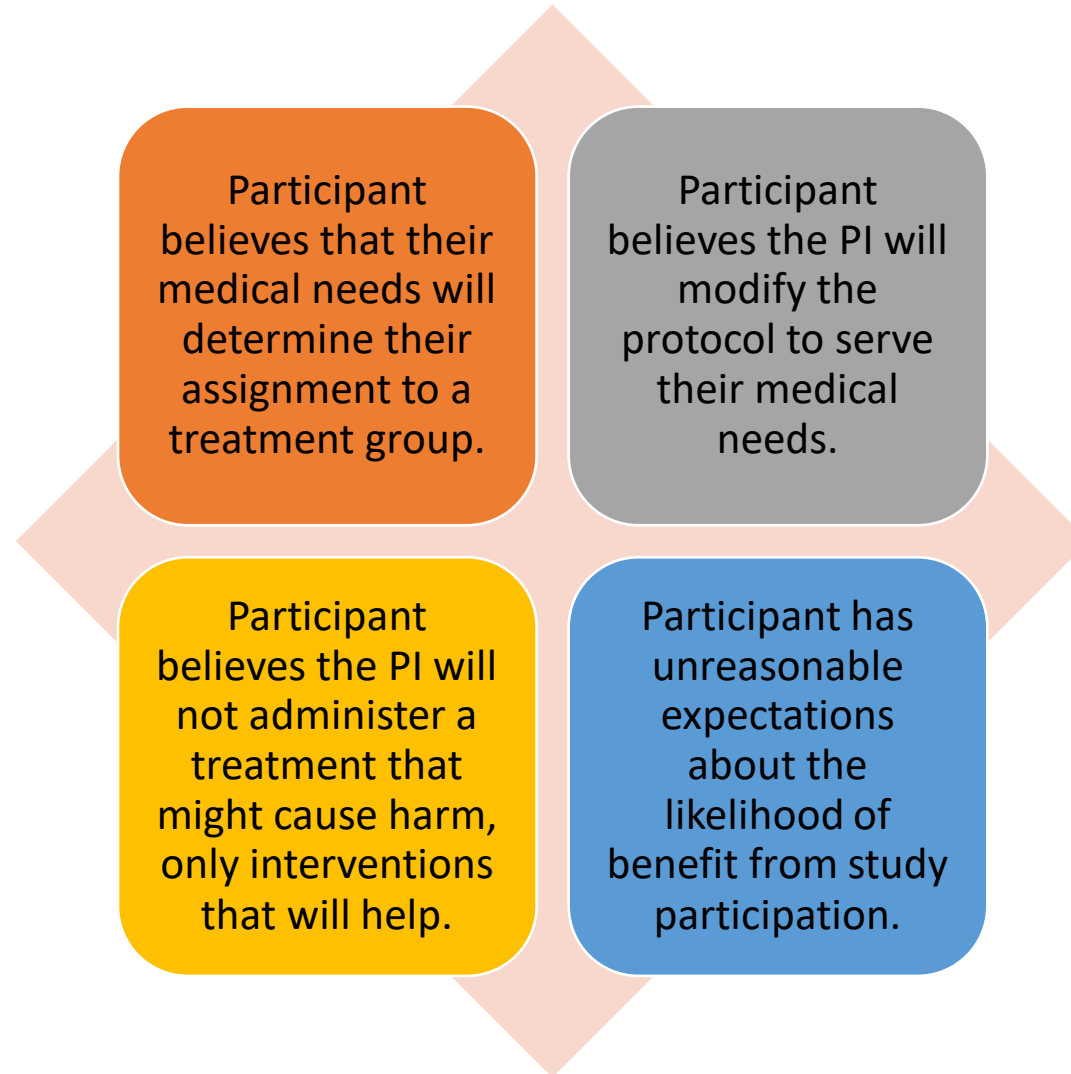 Participant
believes that their
medical needs will
determine their
assignment to a
treatment group.
Participant
believes the PI will
modify the
protocol to serve
their medical
needs.
Participant
believes the PI will
not administer a
treatment that
might cause harm,
only interventions
that will help.
Participant has
unreasonable
expectations
about the
likelihood of
benefit from study
participation.